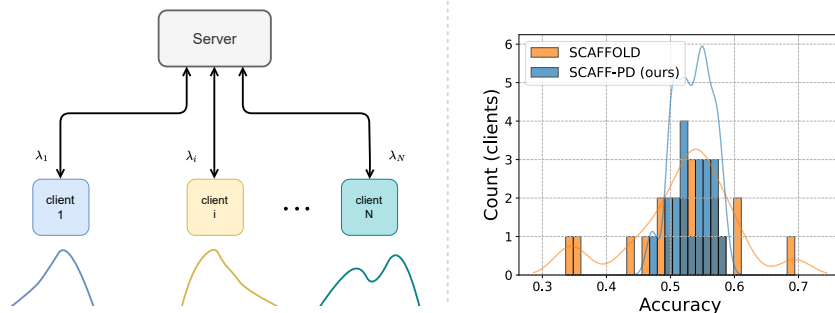 Server
λ₁
λᵢ
λ_N
client
1
client
i
...
client
N
SCAFFOLD
SCAFF-PD (ours)
Count (clients)
6
5
4
3
2
1
0
0.3 0.4 0.5 0.6 0.7
Accuracy